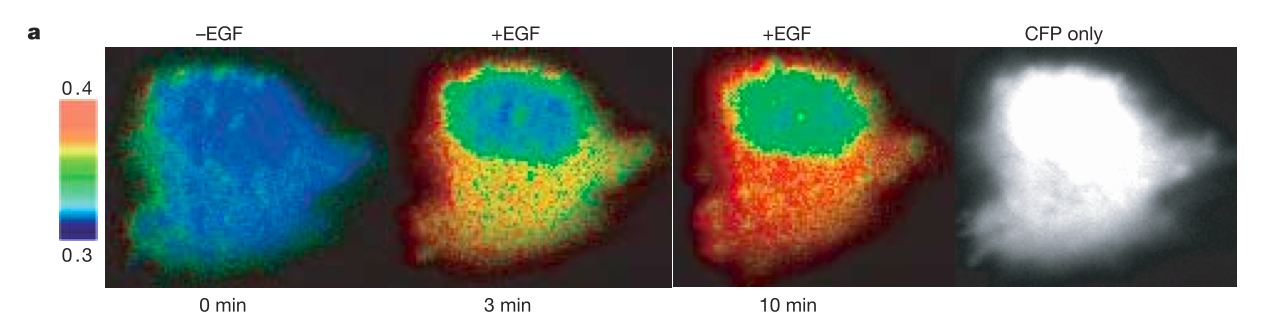 a
–EGF
+EGF
+EGF
CFP only
0.4
0.3
0 min
3 min
10 min